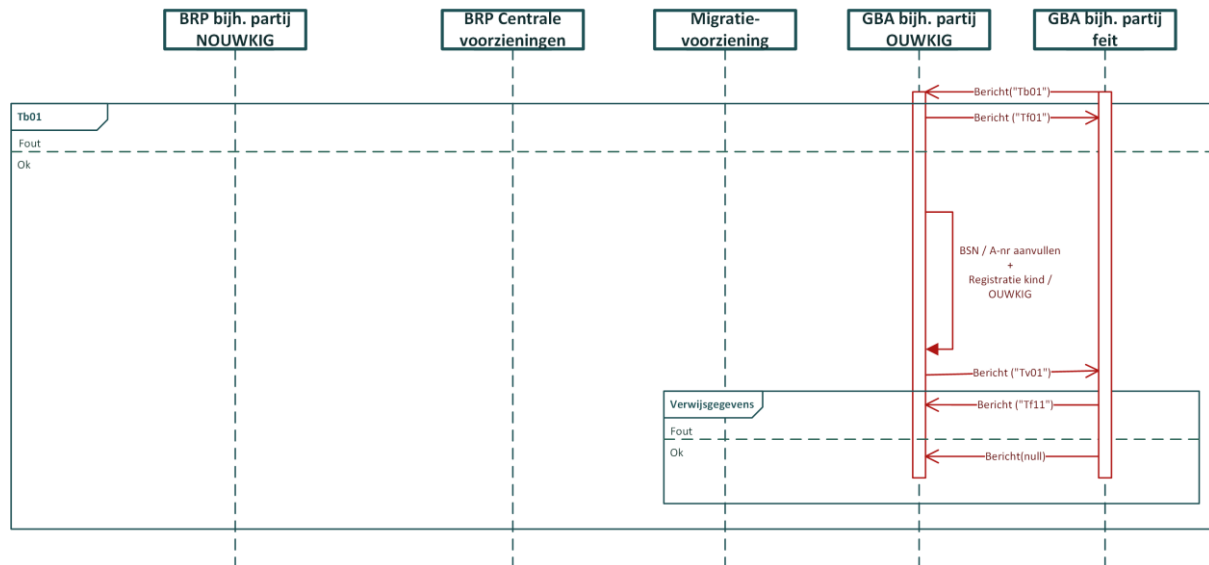 BRP bijh. partij
NOUWKIG
BRP Centrale
voorzieningen
Migratie-
voorziening
GBA bijh. partij
OUWKIG
GBA bijh. partij
feit
Bericht("Tb01")
Tb01
Bericht ("Tf01")
Fout
Ok
BSN / A-nr aanvullen
+
Registratie kind /
OUWKIG
Bericht ("Tv01")
Verwijsgegevens
Bericht ("Tf11")
Fout
Ok
Bericht(null)